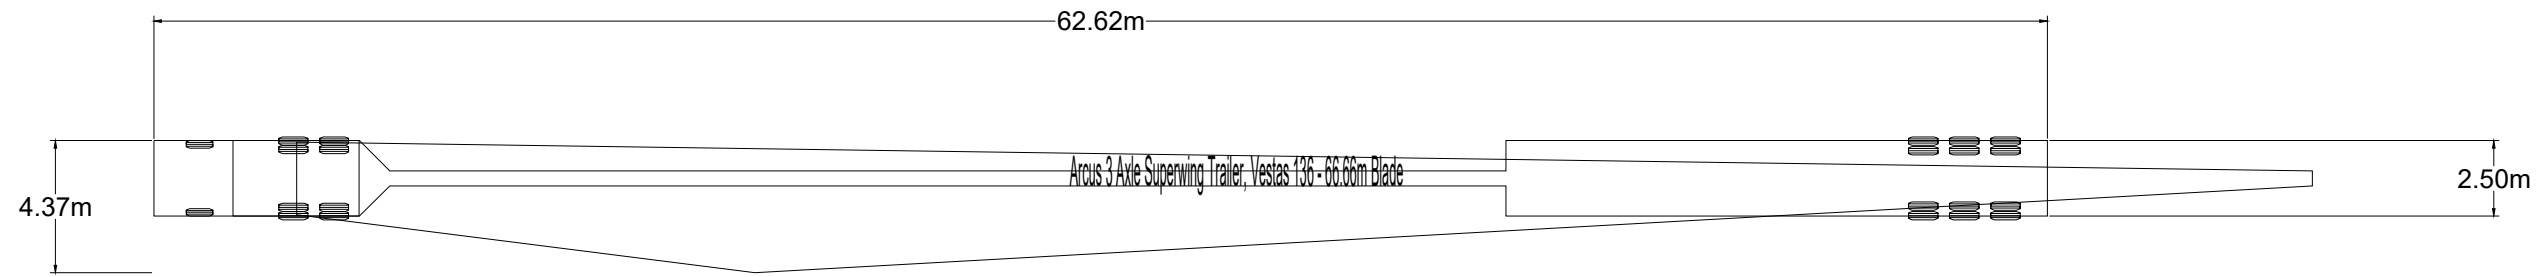 62.62m
Arcus 3 Axle Superwing Trailer, Vestas 136 - 66.66m Blade
4.37m
2.50m